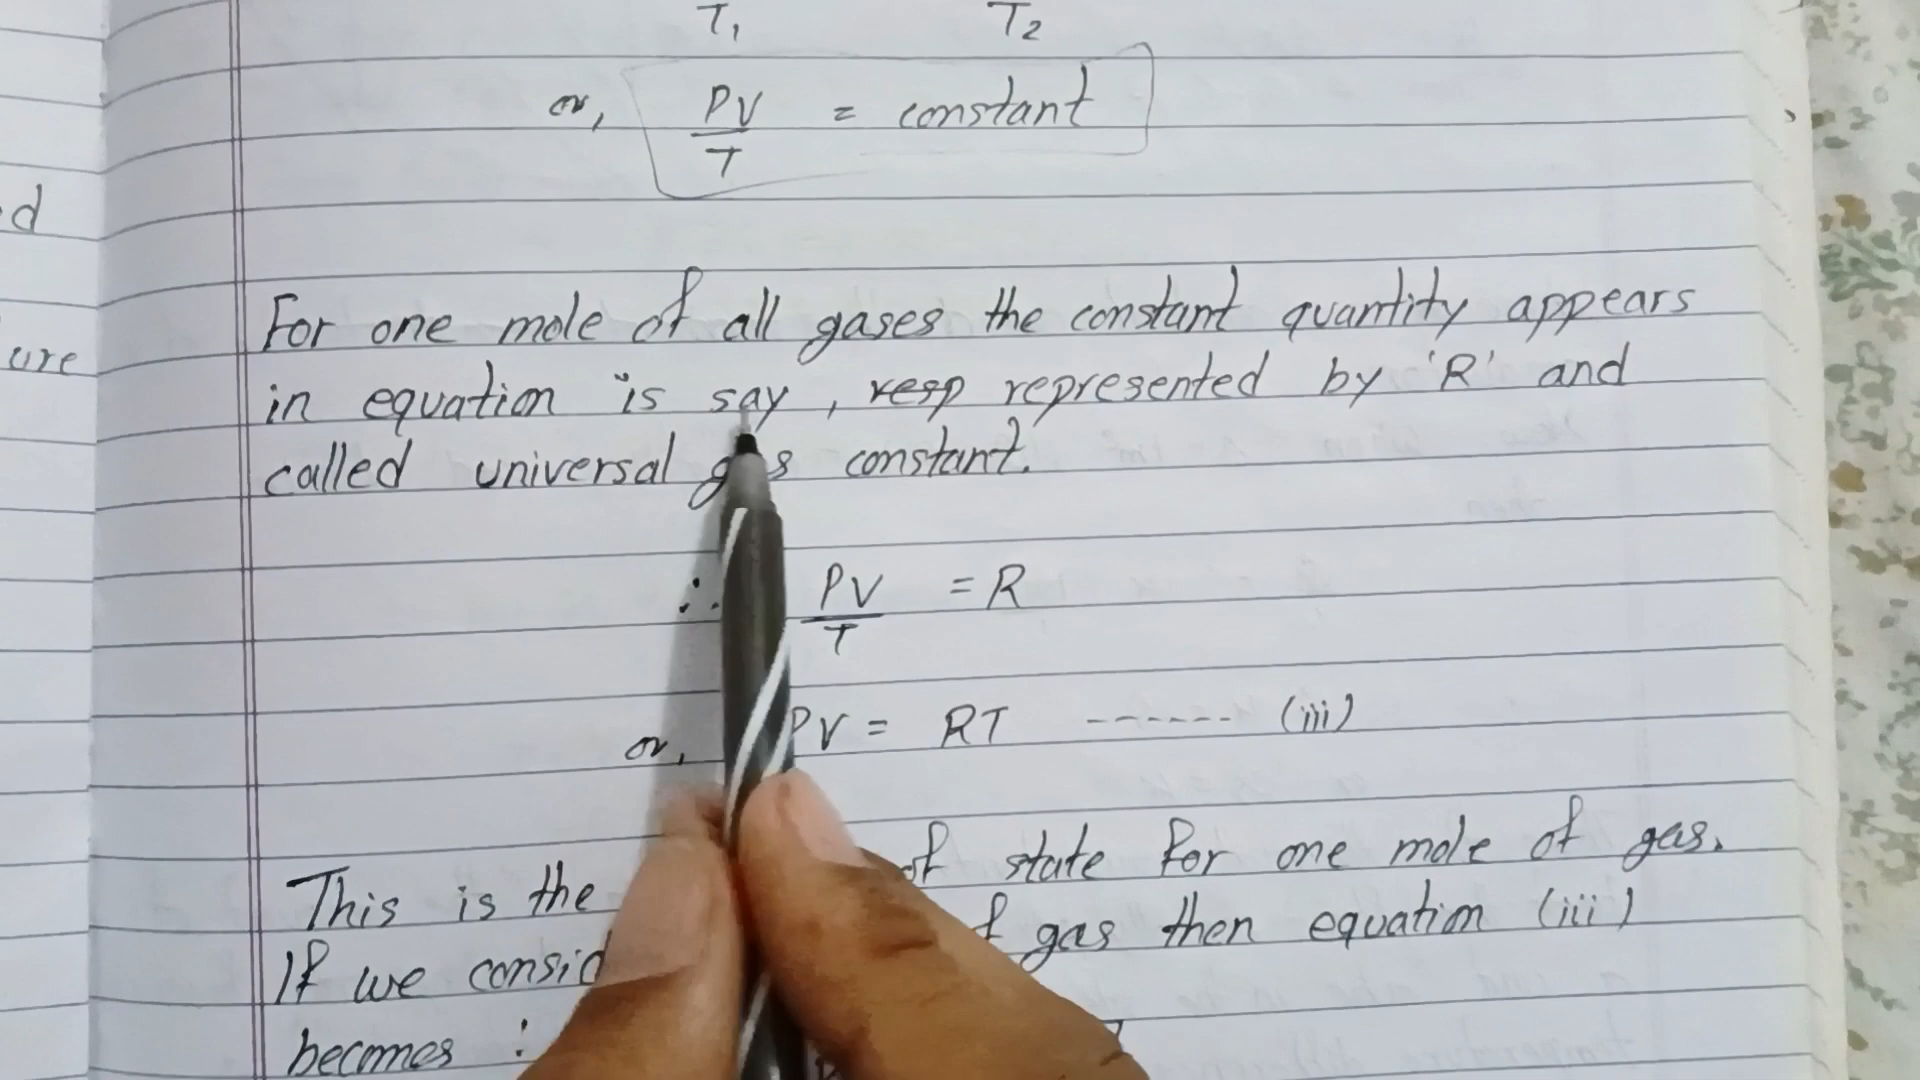 T₁ T₂
or, PV/T = constant
d
ure
For one mole of all gases the constant quantity appears
in equation is say, resp represented by 'R' and
called universal gas constant.
∴ PV/T = R
or, PV = RT ------ (iii)
This is the of state for one mole of gas.
If we consid gas then equation (iii)
becomes :